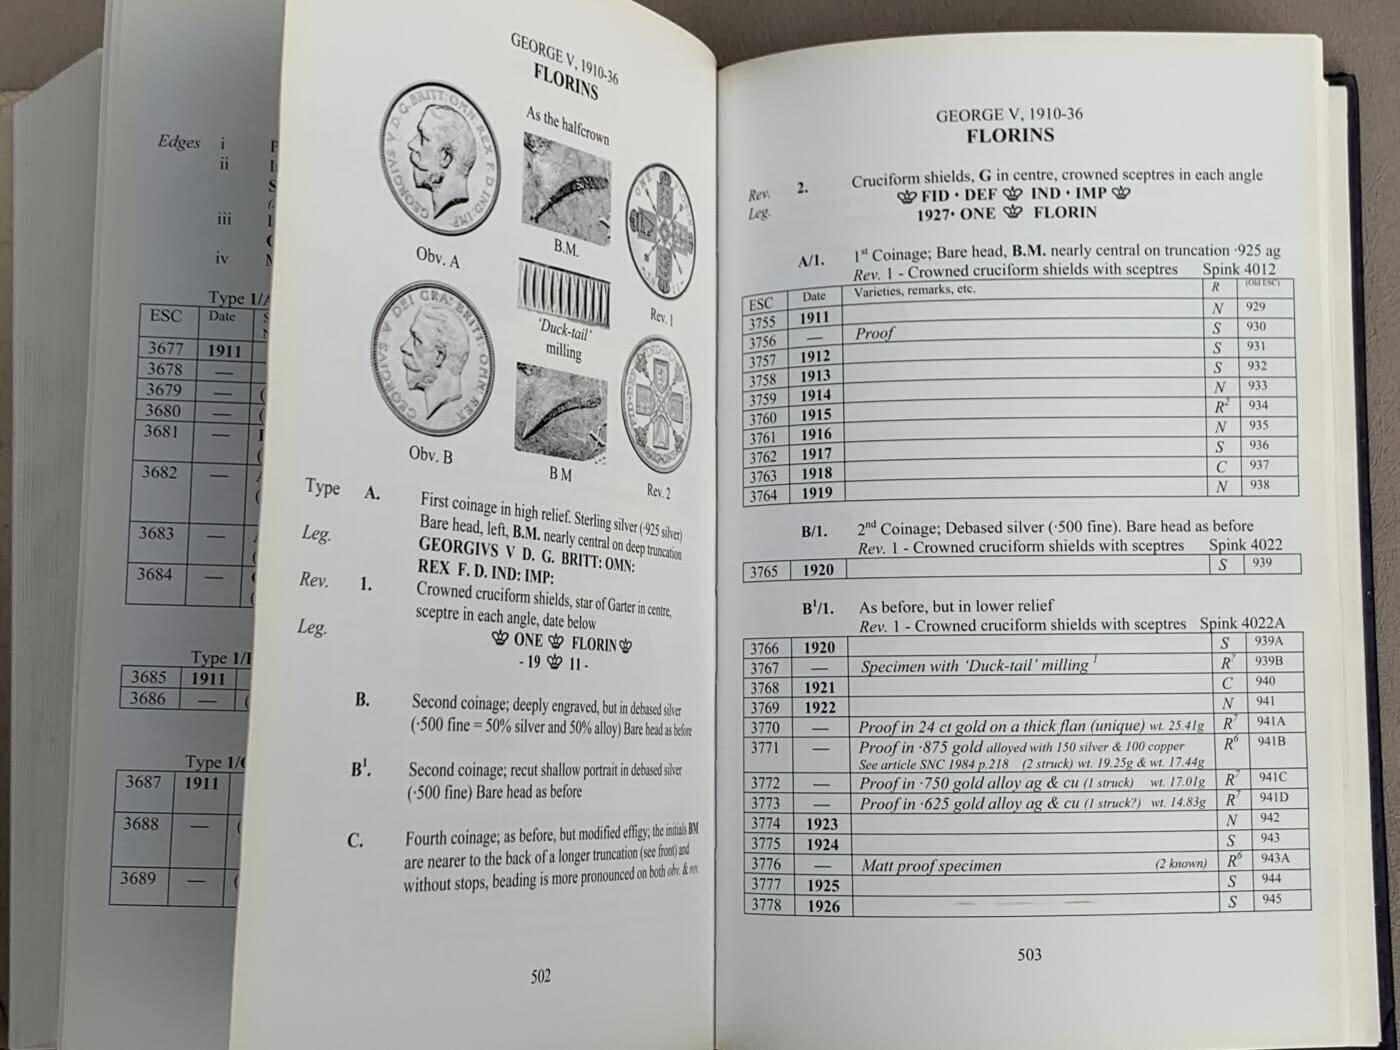 Edges i
ii
iii
iv
Type 1/A
ESC Date
3677 1911
3678 —
3679 —
3680 —
3681 —
3682 —
3683 —
3684 —
Type 1/
3685 1911
3686 —
Type 1/
3687 1911
3688 —
3689 —
GEORGE V, 1910-36
FLORINS
As the halfcrown
GEORGIVS V D. G. BRITT: OMN: REX F. D. IND: IMP:
Obv. A
B.M.
Rev. 1
'Duck-tail'
milling
GEORGIVS V DEI GRA: BRITT: OMN: REX
Obv. B
B M
Rev. 2
Type A. First coinage in high relief. Sterling silver (·925 silver)
Bare head, left, B.M. nearly central on deep truncation
Leg. GEORGIVS V D. G. BRITT: OMN:
REX F. D. IND: IMP:
Rev. 1. Crowned cruciform shields, star of Garter in centre,
sceptre in each angle, date below
Leg. ONE FLORIN
- 19 11 -
B. Second coinage; deeply engraved, but in debased silver
(·500 fine = 50% silver and 50% alloy) Bare head as before
B¹. Second coinage; recut shallow portrait in debased silver
(·500 fine) Bare head as before
C. Fourth coinage; as before, but modified effigy; the initials BM
are nearer to the back of a longer truncation (see front) and
without stops, beading is more pronounced on both obv. & rev.
502
GEORGE V, 1910-36
FLORINS
Rev. 2. Cruciform shields, G in centre, crowned sceptres in each angle
Leg. FID · DEF IND · IMP
1927· ONE FLORIN
A/1. 1st Coinage; Bare head, B.M. nearly central on truncation ·925 ag
Rev. 1 - Crowned cruciform shields with sceptres Spink 4012
ESC Date Varieties, remarks, etc. R (Old ESC)
3755 1911 N 929
3756 — Proof S 930
3757 1912 S 931
3758 1913 S 932
3759 1914 N 933
3760 1915 R² 934
3761 1916 N 935
3762 1917 S 936
3763 1918 C 937
3764 1919 N 938
B/1. 2nd Coinage; Debased silver (·500 fine). Bare head as before
Rev. 1 - Crowned cruciform shields with sceptres Spink 4022
3765 1920 S 939
B¹/1. As before, but in lower relief
Rev. 1 - Crowned cruciform shields with sceptres Spink 4022A
3766 1920 S 939A
3767 — Specimen with 'Duck-tail' milling ¹ R⁷ 939B
3768 1921 C 940
3769 1922 N 941
3770 — Proof in 24 ct gold on a thick flan (unique) wt. 25.41g R⁷ 941A
3771 — Proof in ·875 gold alloyed with 150 silver & 100 copper R⁶ 941B
See article SNC 1984 p.218 (2 struck) wt. 19.25g & wt. 17.44g
3772 — Proof in ·750 gold alloy ag & cu (1 struck) wt. 17.01g R⁷ 941C
3773 — Proof in ·625 gold alloy ag & cu (1 struck?) wt. 14.83g R⁷ 941D
3774 1923 N 942
3775 1924 S 943
3776 — Matt proof specimen (2 known) R⁶ 943A
3777 1925 S 944
3778 1926 S 945
503